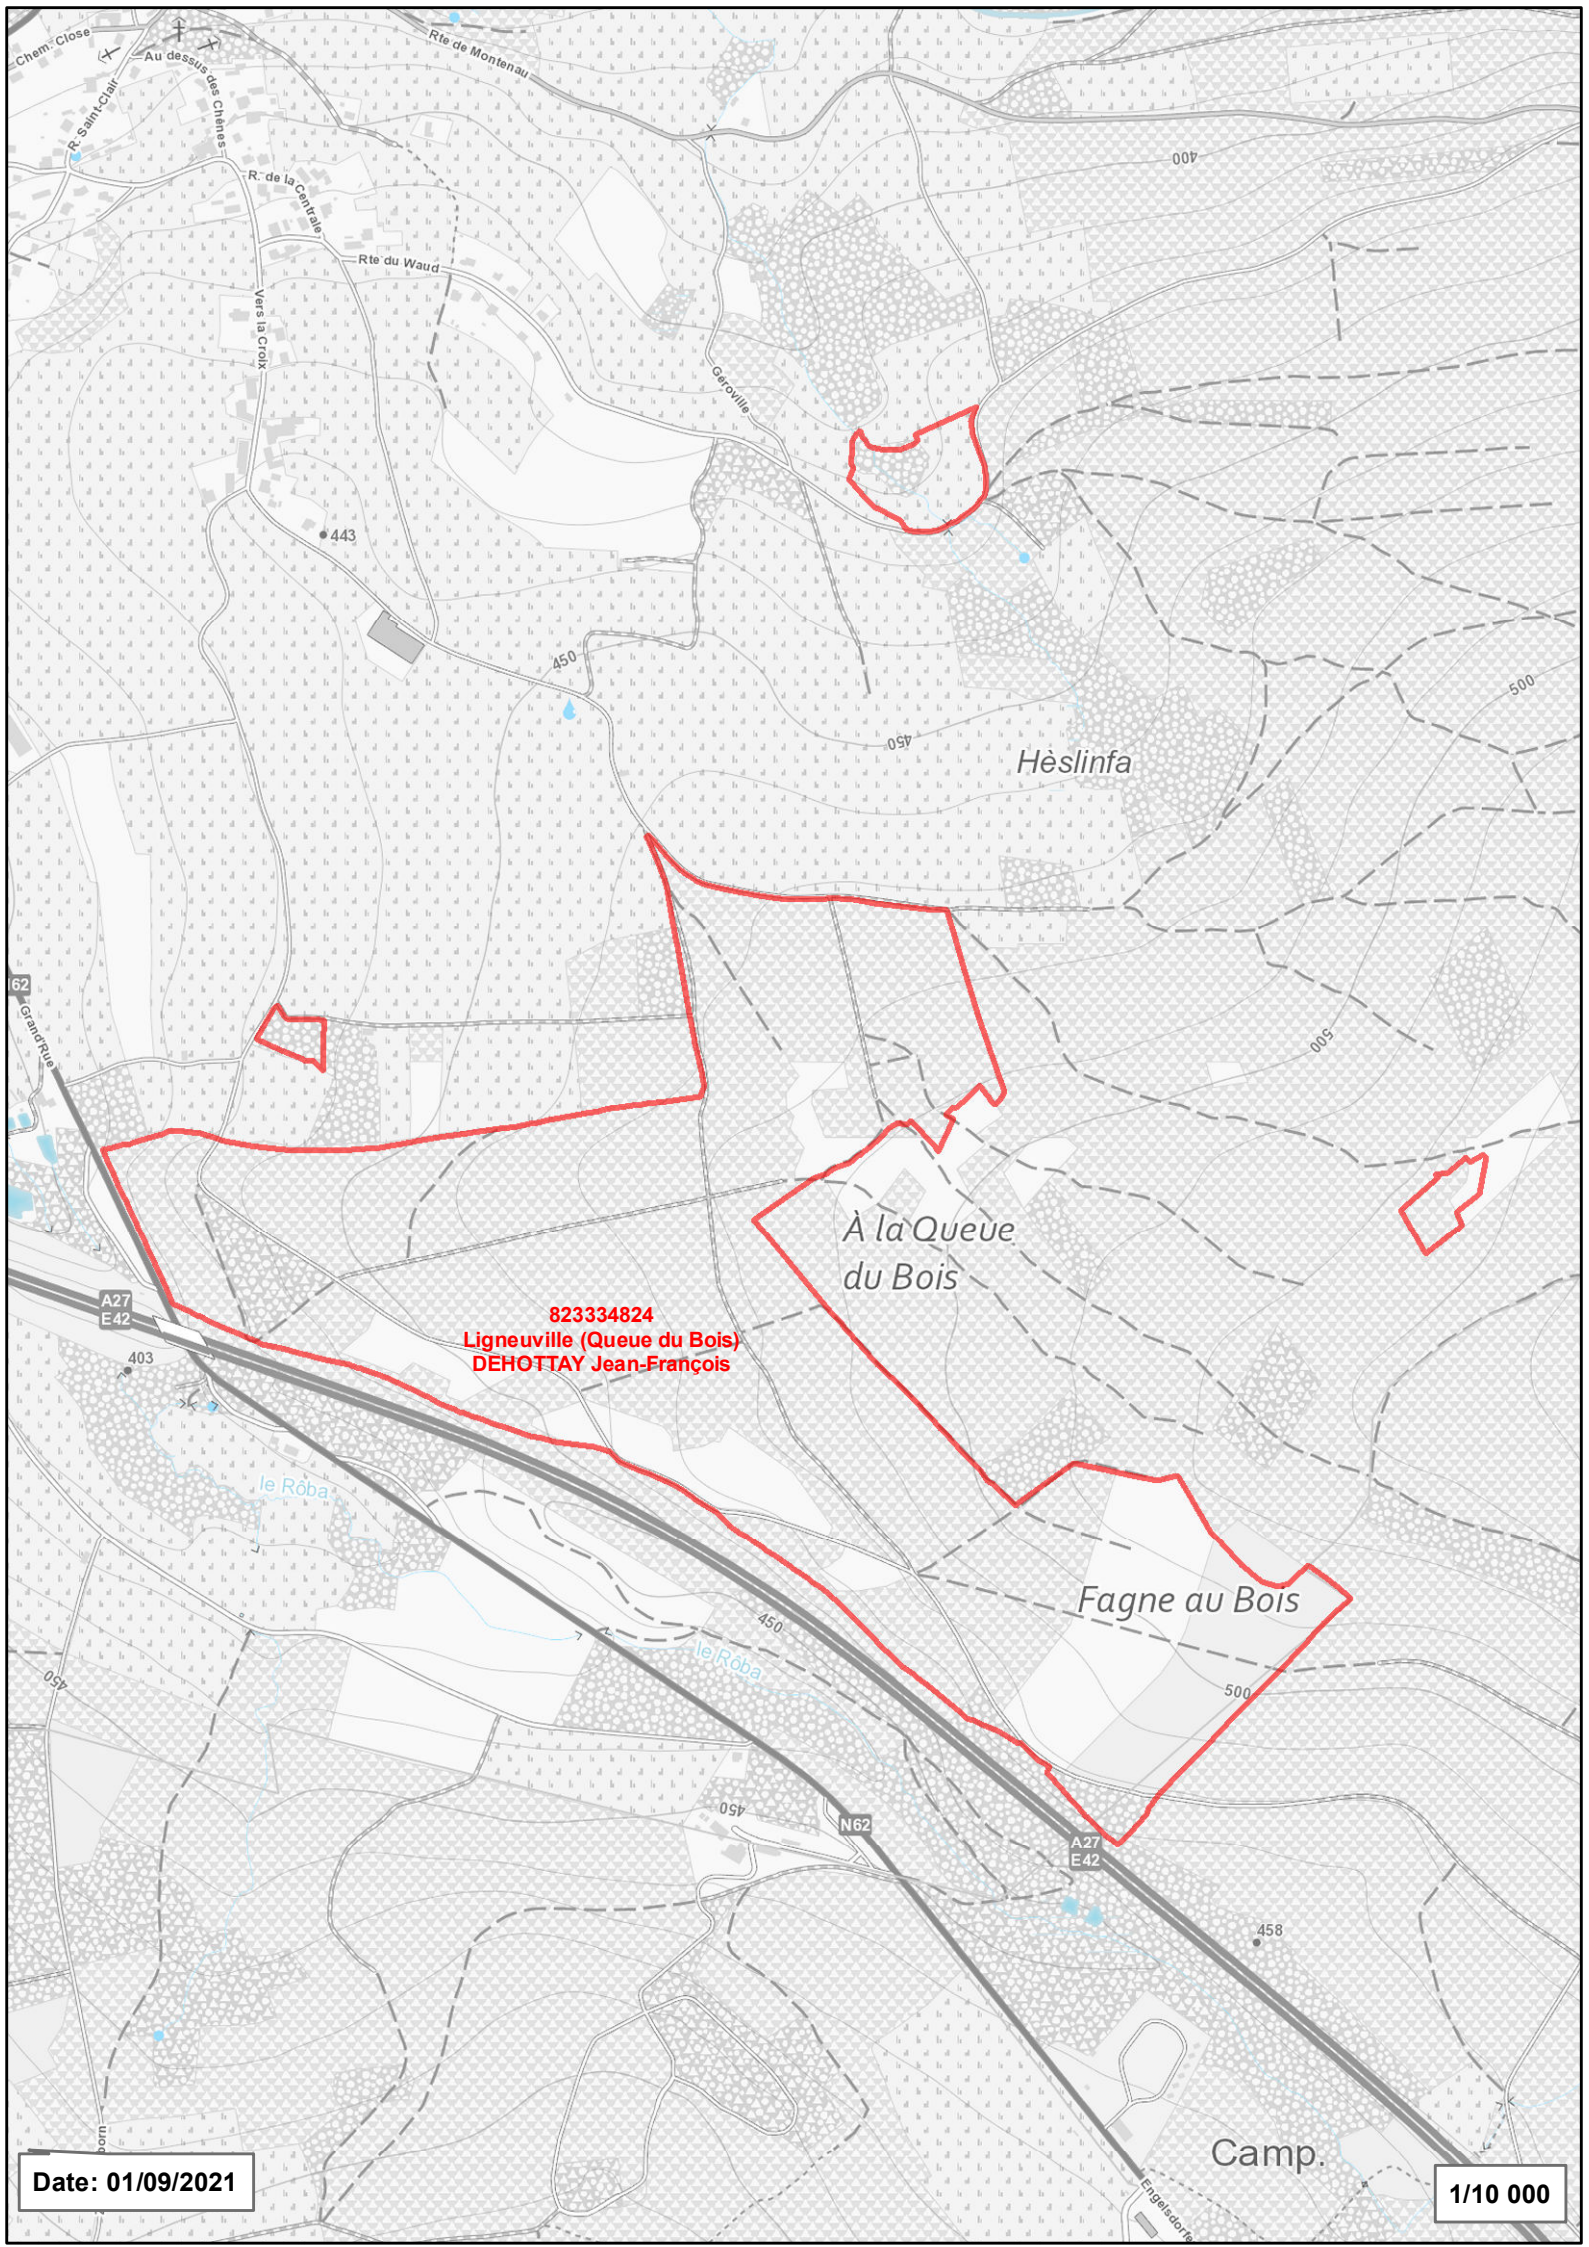 Chem. Close
Au dessus des Chênes
R. Saint-Clair
Rte de Montenau
R. de la Centrale
Rte du Waud
Vers la Croix
Géroville
400
443
450
450
500
Hèslinfa
62
Grand'Rue
500
À la Queue
du Bois
A27
E42
823334824
Ligneuville (Queue du Bois)
DEHOTTAY Jean-François
403
le Rôba
Fagne au Bois
450
le Rôba
450
500
450
N62
A27
E42
458
Camp.
born
Engelsdorfe
Date: 01/09/2021
1/10 000